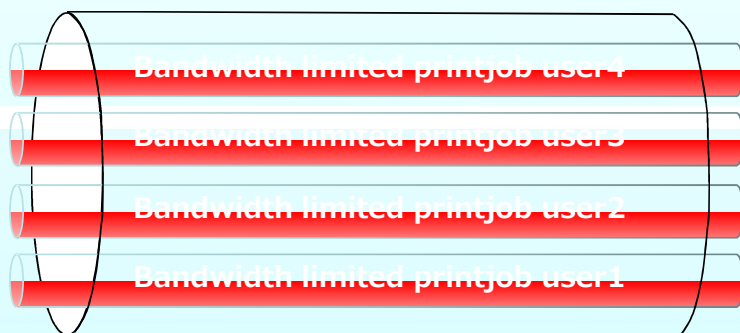 Bandwidth limited printjob user4
Bandwidth limited printjob user3
Bandwidth limited printjob user2
Bandwidth limited printjob user1